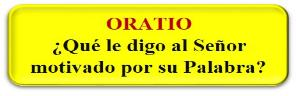 ORATIO
¿Qué le digo al Señor
motivado por su Palabra?